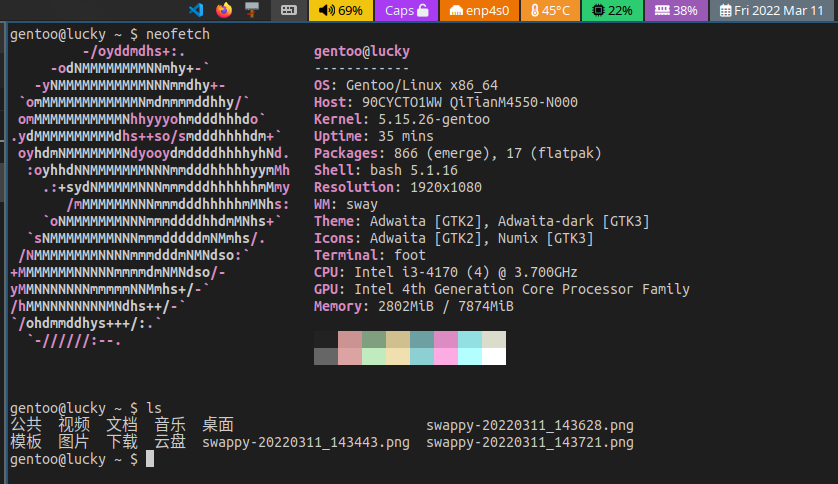 69% Caps enp4s0 45°C 22% 38% Fri 2022 Mar 11
gentoo@lucky ~ $ neofetch
-/oyddmdhs+:.
-odNMMMMMMMMNNmhy+-`
-yNMMMMMMMMMMMNNNmmdhy+-
`omMMMMMMMMMMMMNmdmmmmddhhy/`
omMMMMMMMMMMMNhhyyyohmdddhhhdo`
.ydMMMMMMMMMMdhs++so/smdddhhhhdm+`
oyhdmNMMMMMMMNdyooydmddddhhhhyhNd.
:oyhhdNNMMMMMMMNNNmmdddhhhhhyymMh
.:+sydNMMMMMNNNmmmdddhhhhhhmMmy
/mMMMMMMNNNmmmdddhhhhhmMNhs:
`oNMMMMMMMNNNmmmddddhhdmMNhs+`
`sNMMMMMMMMNNNmmmdddddmNMmhs/.
/NMMMMMMMMNNNNmmmdddmNMNdso:`
+MMMMMMMNNNNNmmmmdmNMNdso/-
yMMNNNNNNNmmmmmNNMmhs+/-`
/hMMNNNNNNNNMNdhs++/-`
`/ohdmmddhys+++/:.`
`-//////:--.
gentoo@lucky
------------
OS: Gentoo/Linux x86_64
Host: 90CYCTO1WW QiTianM4550-N000
Kernel: 5.15.26-gentoo
Uptime: 35 mins
Packages: 866 (emerge), 17 (flatpak)
Shell: bash 5.1.16
Resolution: 1920x1080
WM: sway
Theme: Adwaita [GTK2], Adwaita-dark [GTK3]
Icons: Adwaita [GTK2], Numix [GTK3]
Terminal: foot
CPU: Intel i3-4170 (4) @ 3.700GHz
GPU: Intel 4th Generation Core Processor Family
Memory: 2802MiB / 7874MiB
gentoo@lucky ~ $ ls
公共 视频 文档 音乐 桌面 swappy-20220311_143628.png
模板 图片 下载 云盘 swappy-20220311_143443.png swappy-20220311_143721.png
gentoo@lucky ~ $